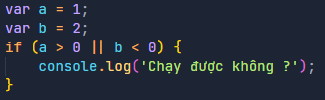 var a = 1;
var b = 2;
if (a > 0 || b < 0) {
    console.log('Chạy được không ?');
}